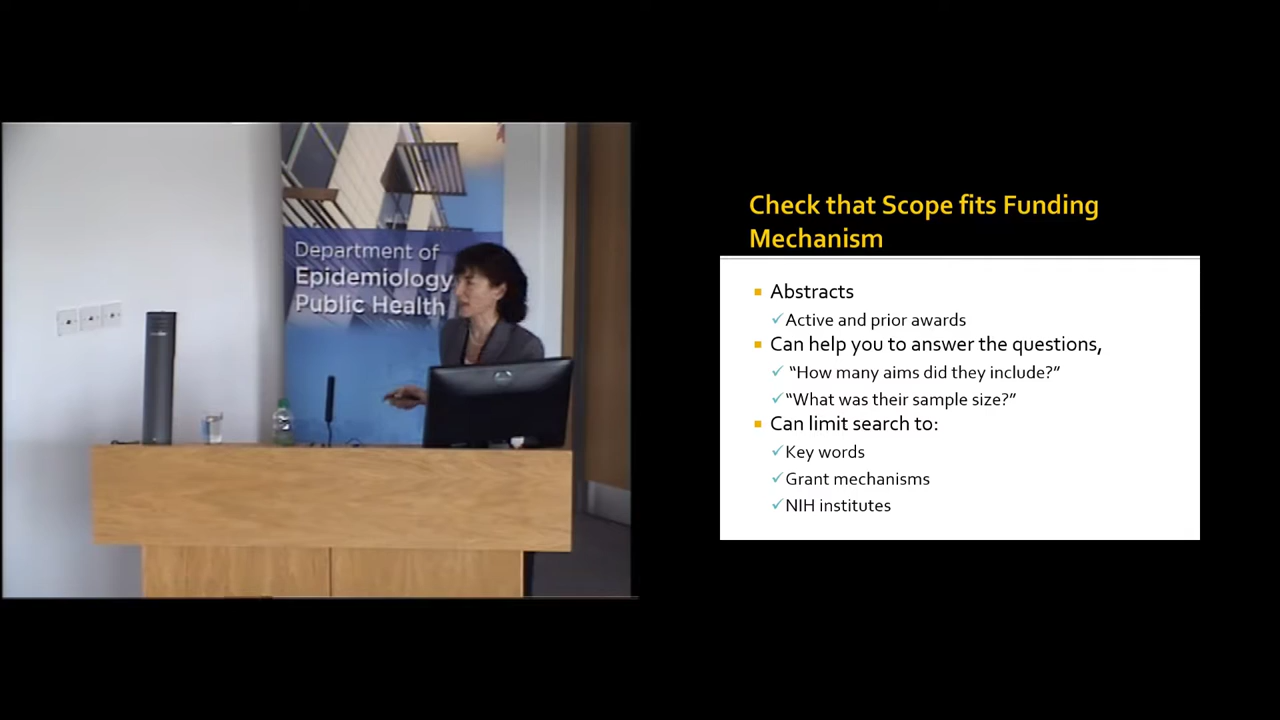 Department of
Epidemiology
Public Health
Check that Scope fits Funding
Mechanism
Abstracts
Active and prior awards
Can help you to answer the questions,
“How many aims did they include?”
“What was their sample size?”
Can limit search to:
Key words
Grant mechanisms
NIH institutes